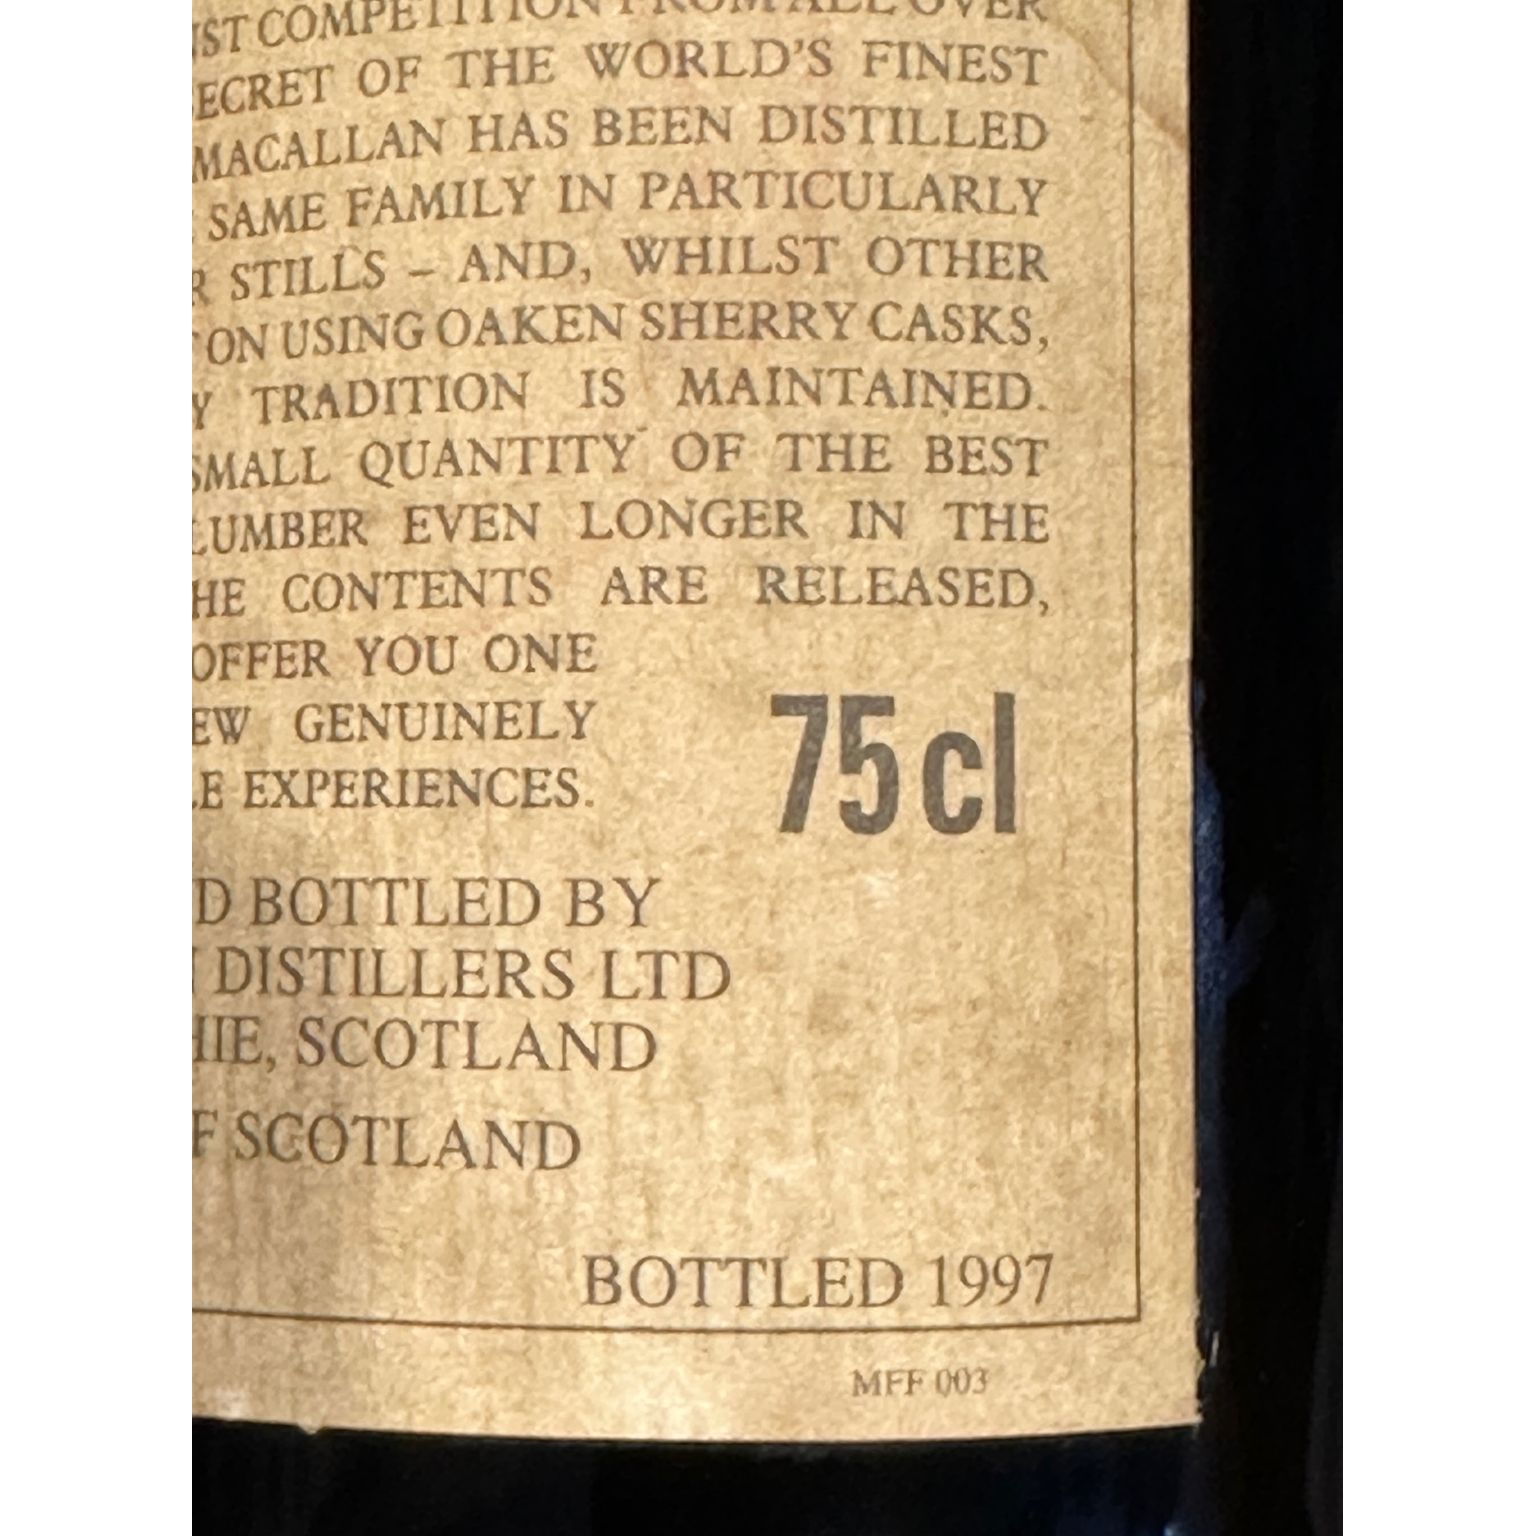 COMPETITION FROM ALL OVER
ECRET OF THE WORLD'S FINEST
MACALLAN HAS BEEN DISTILLED
SAME FAMILY IN PARTICULARLY
R STILLS – AND, WHILST OTHER
ON USING OAKEN SHERRY CASKS,
Y TRADITION IS MAINTAINED.
SMALL QUANTITY OF THE BEST
LUMBER EVEN LONGER IN THE
HE CONTENTS ARE RELEASED,
OFFER YOU ONE
EW GENUINELY
LE EXPERIENCES.
75 cl
D BOTTLED BY
DISTILLERS LTD
HIE, SCOTLAND
F SCOTLAND
BOTTLED 1997
MFF 003